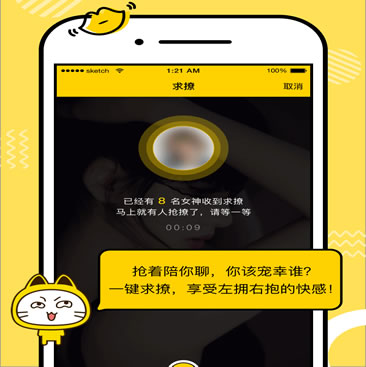 sketch 1:21 AM 100%
求撩 取消
已经有 8 名女神收到求撩
马上就有人抢撩了，请等一等
00:09
抢着陪你聊，你该宠幸谁？
一键求撩，享受左拥右抱的快感！